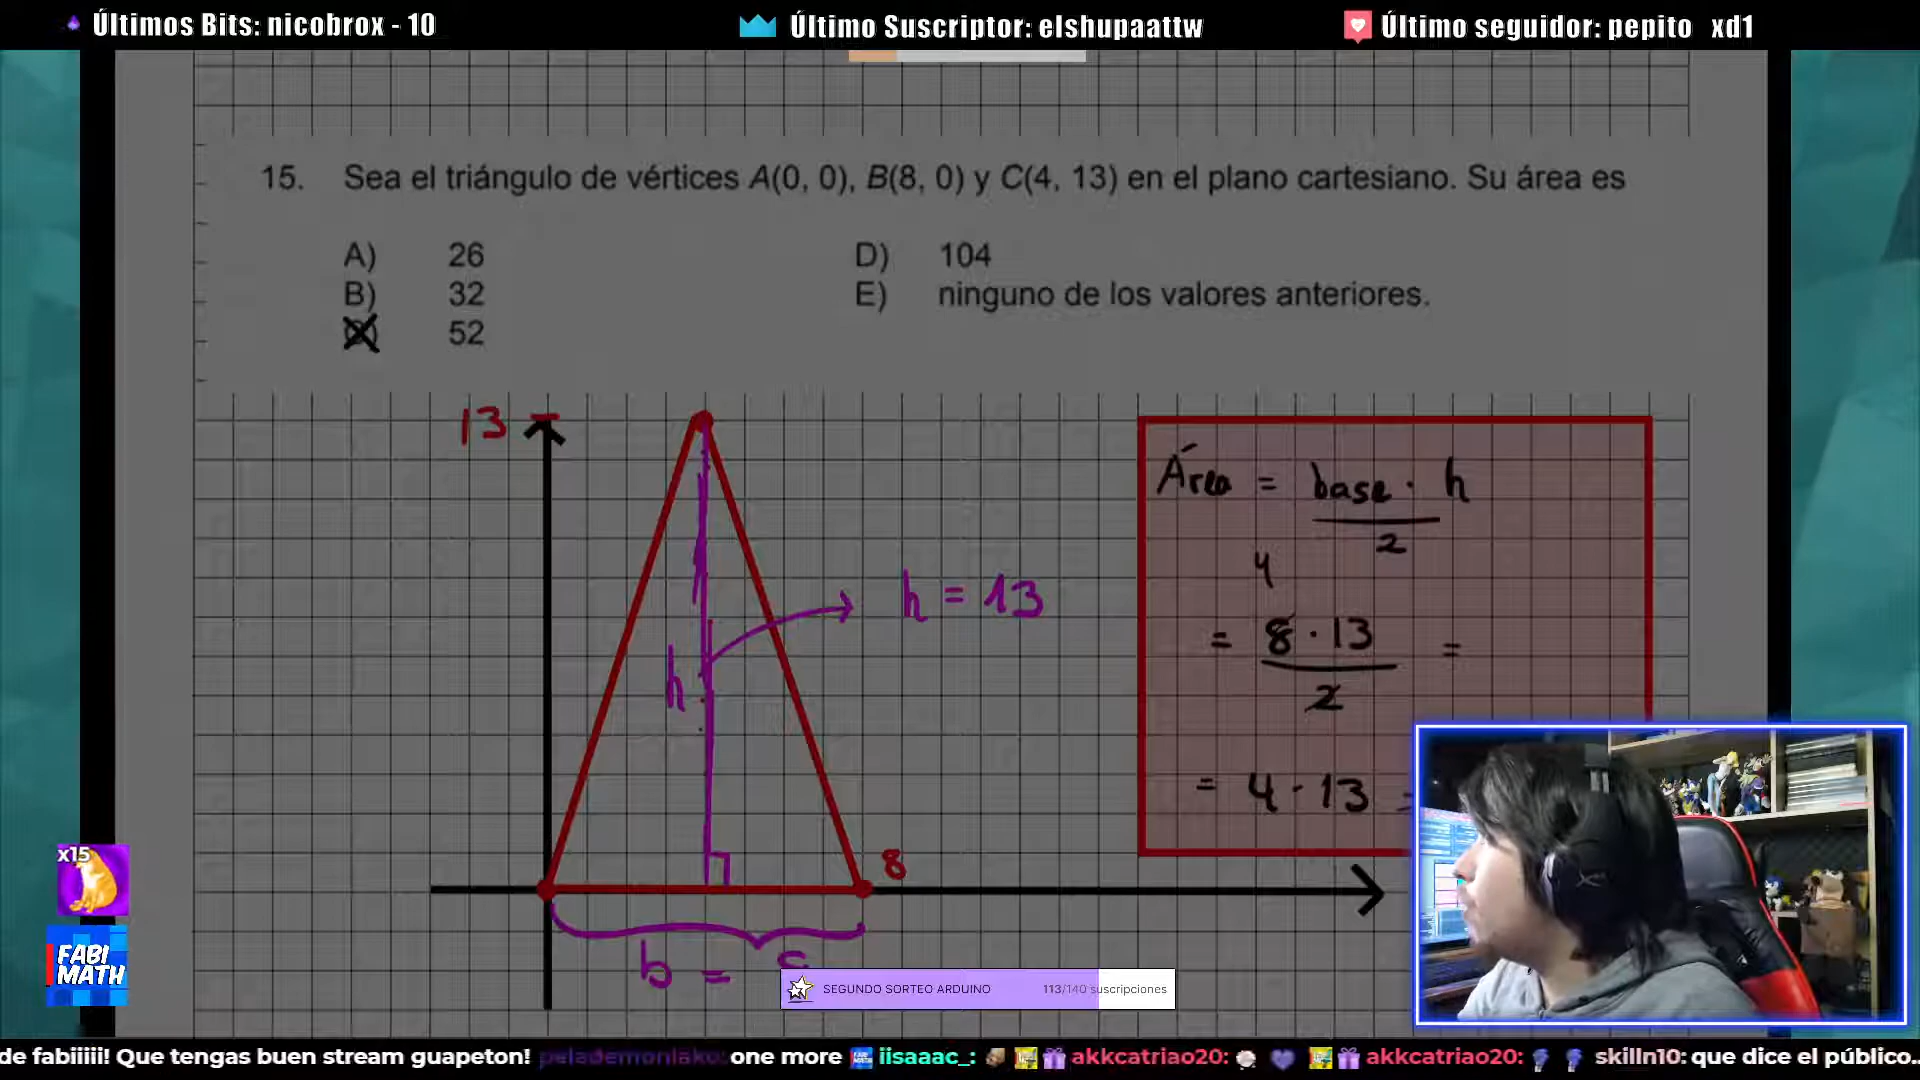 Últimos Bits: nicobrox - 10
Último Suscriptor: elshupaattw
Último seguidor: pepito xd1
15. Sea el triángulo de vértices A(0, 0), B(8, 0) y C(4, 13) en el plano cartesiano. Su área es
A) 26
B) 32
52
D) 104
E) ninguno de los valores anteriores.
13
h = 13
h
8
b =
Área = base · h
2
4
= 8 · 13 =
2
= 4 · 13 =
x15
FABI
MATH
SEGUNDO SORTEO ARDUINO 113/140 suscripciones
de fabiiiii! Que tengas buen stream guapeton! pelademoniako: one more iisaaac_: akkcatriao20: akkcatriao20: skilln10: que dice el público..